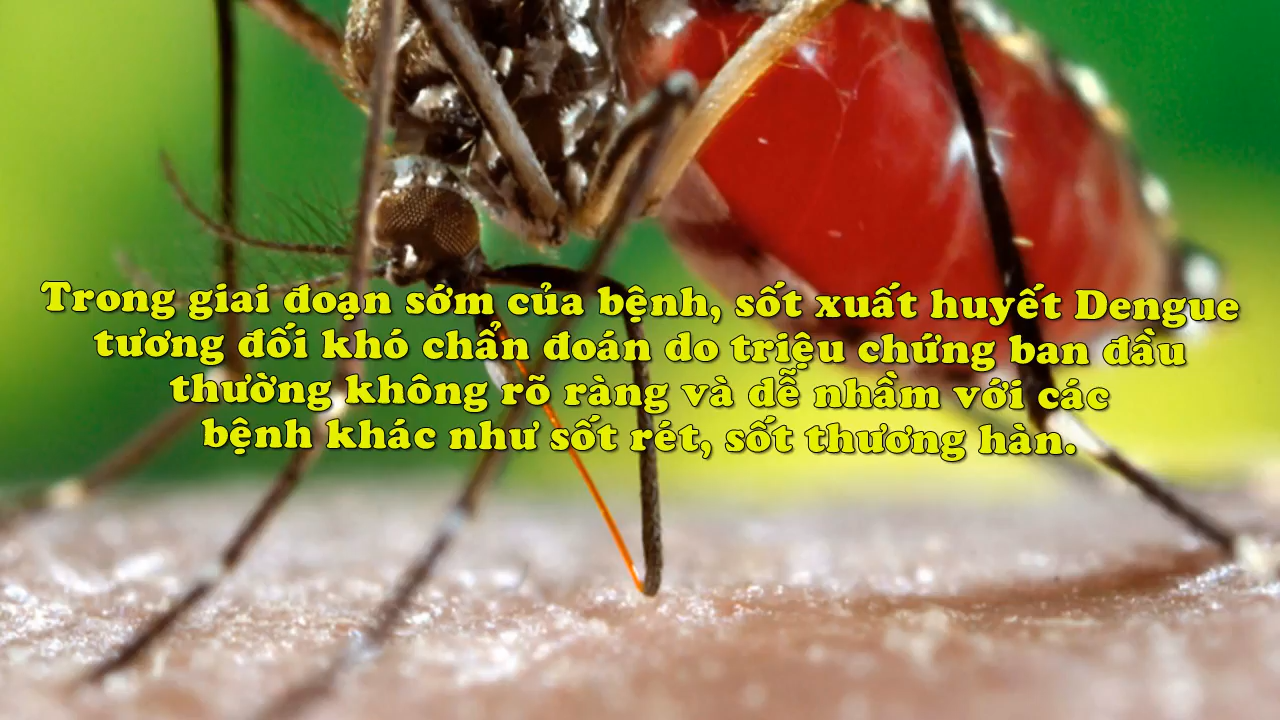 Trong giai đoạn sớm của bệnh, sốt xuất huyết Dengue
tương đối khó chẩn đoán do triệu chứng ban đầu
thường không rõ ràng và dễ nhầm với các
bệnh khác như sốt rét, sốt thương hàn.